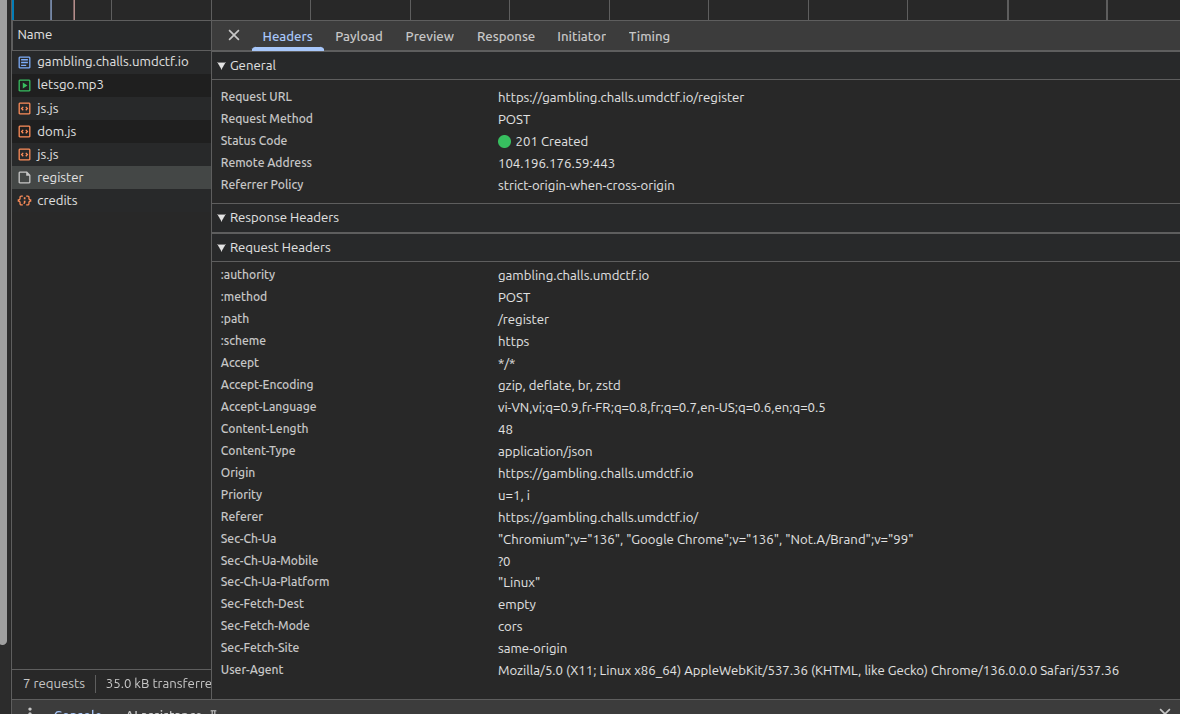 Name
gambling.challs.umdctf.io
letsgo.mp3
js.js
dom.js
js.js
register
credits
7 requests
35.0 kB transferre
Headers
Payload
Preview
Response
Initiator
Timing
General
Request URL https://gambling.challs.umdctf.io/register
Request Method POST
Status Code 201 Created
Remote Address 104.196.176.59:443
Referrer Policy strict-origin-when-cross-origin
Response Headers
Request Headers
:authority gambling.challs.umdctf.io
:method POST
:path /register
:scheme https
Accept */*
Accept-Encoding gzip, deflate, br, zstd
Accept-Language vi-VN,vi;q=0.9,fr-FR;q=0.8,fr;q=0.7,en-US;q=0.6,en;q=0.5
Content-Length 48
Content-Type application/json
Origin https://gambling.challs.umdctf.io
Priority u=1, i
Referer https://gambling.challs.umdctf.io/
Sec-Ch-Ua "Chromium";v="136", "Google Chrome";v="136", "Not.A/Brand";v="99"
Sec-Ch-Ua-Mobile ?0
Sec-Ch-Ua-Platform "Linux"
Sec-Fetch-Dest empty
Sec-Fetch-Mode cors
Sec-Fetch-Site same-origin
User-Agent Mozilla/5.0 (X11; Linux x86_64) AppleWebKit/537.36 (KHTML, like Gecko) Chrome/136.0.0.0 Safari/537.36
Console
AI assistance